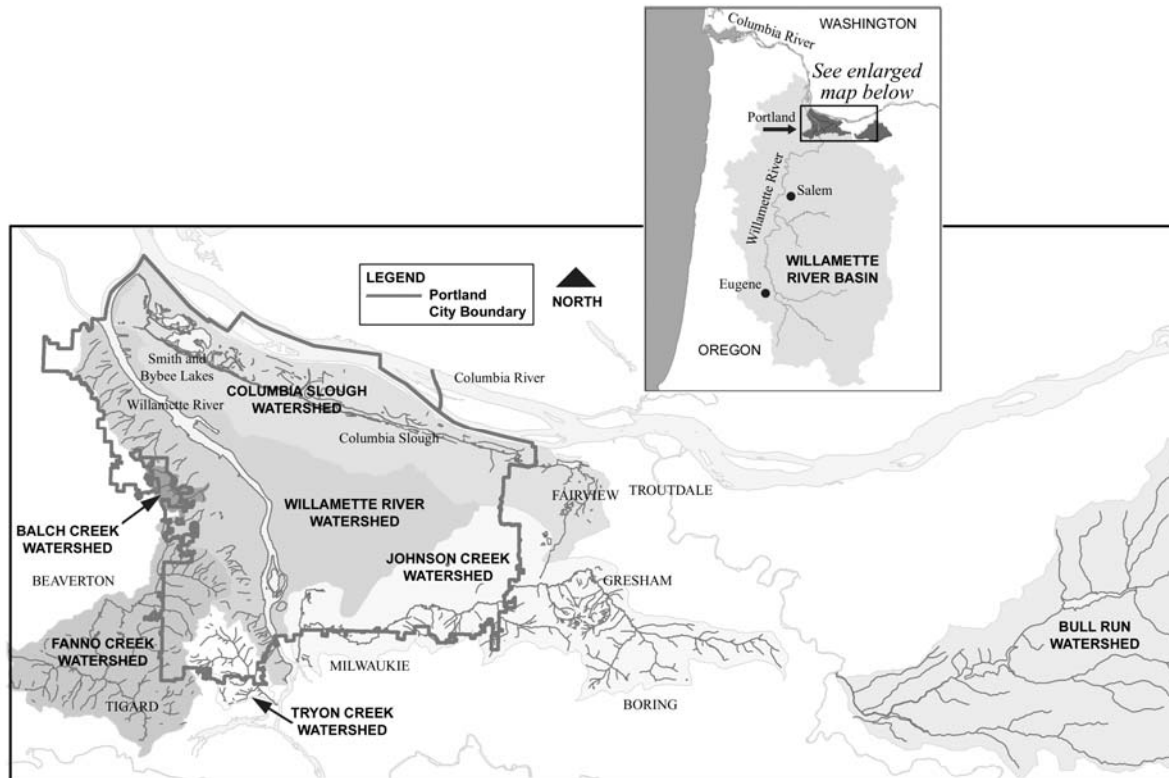 WASHINGTON
Columbia River
See enlarged
map below
Portland
Willamette River
Salem
WILLAMETTE
RIVER BASIN
Eugene
OREGON
LEGEND
Portland
City Boundary
NORTH
Smith and
Bybee Lakes
COLUMBIA SLOUGH
WATERSHED
Columbia River
Willamette River
Columbia Slough
FAIRVIEW
TROUTDALE
WILLAMETTE RIVER
WATERSHED
BALCH CREEK
WATERSHED
JOHNSON CREEK
WATERSHED
BEAVERTON
GRESHAM
BULL RUN
WATERSHED
FANNO CREEK
WATERSHED
MILWAUKIE
TIGARD
BORING
TRYON CREEK
WATERSHED